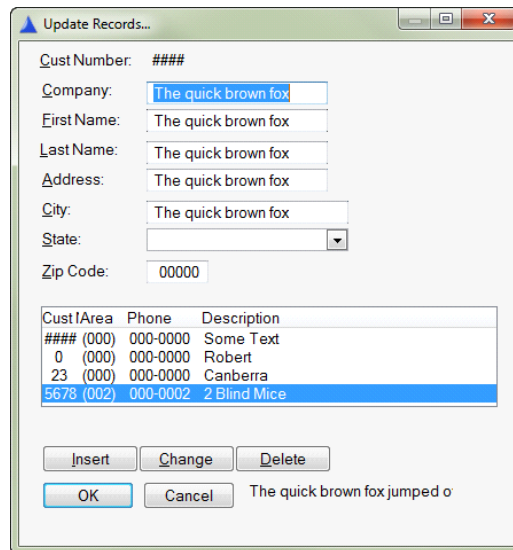 Update Records...
Cust Number: ####
Company: The quick brown fox
First Name: The quick brown fox
Last Name: The quick brown fox
Address: The quick brown fox
City: The quick brown fox
State:
Zip Code: 00000
Cust NArea Phone Description
#### (000) 000-0000 Some Text
0 (000) 000-0000 Robert
23 (000) 000-0000 Canberra
5678 (002) 000-0002 2 Blind Mice
Insert Change Delete
OK Cancel The quick brown fox jumped o